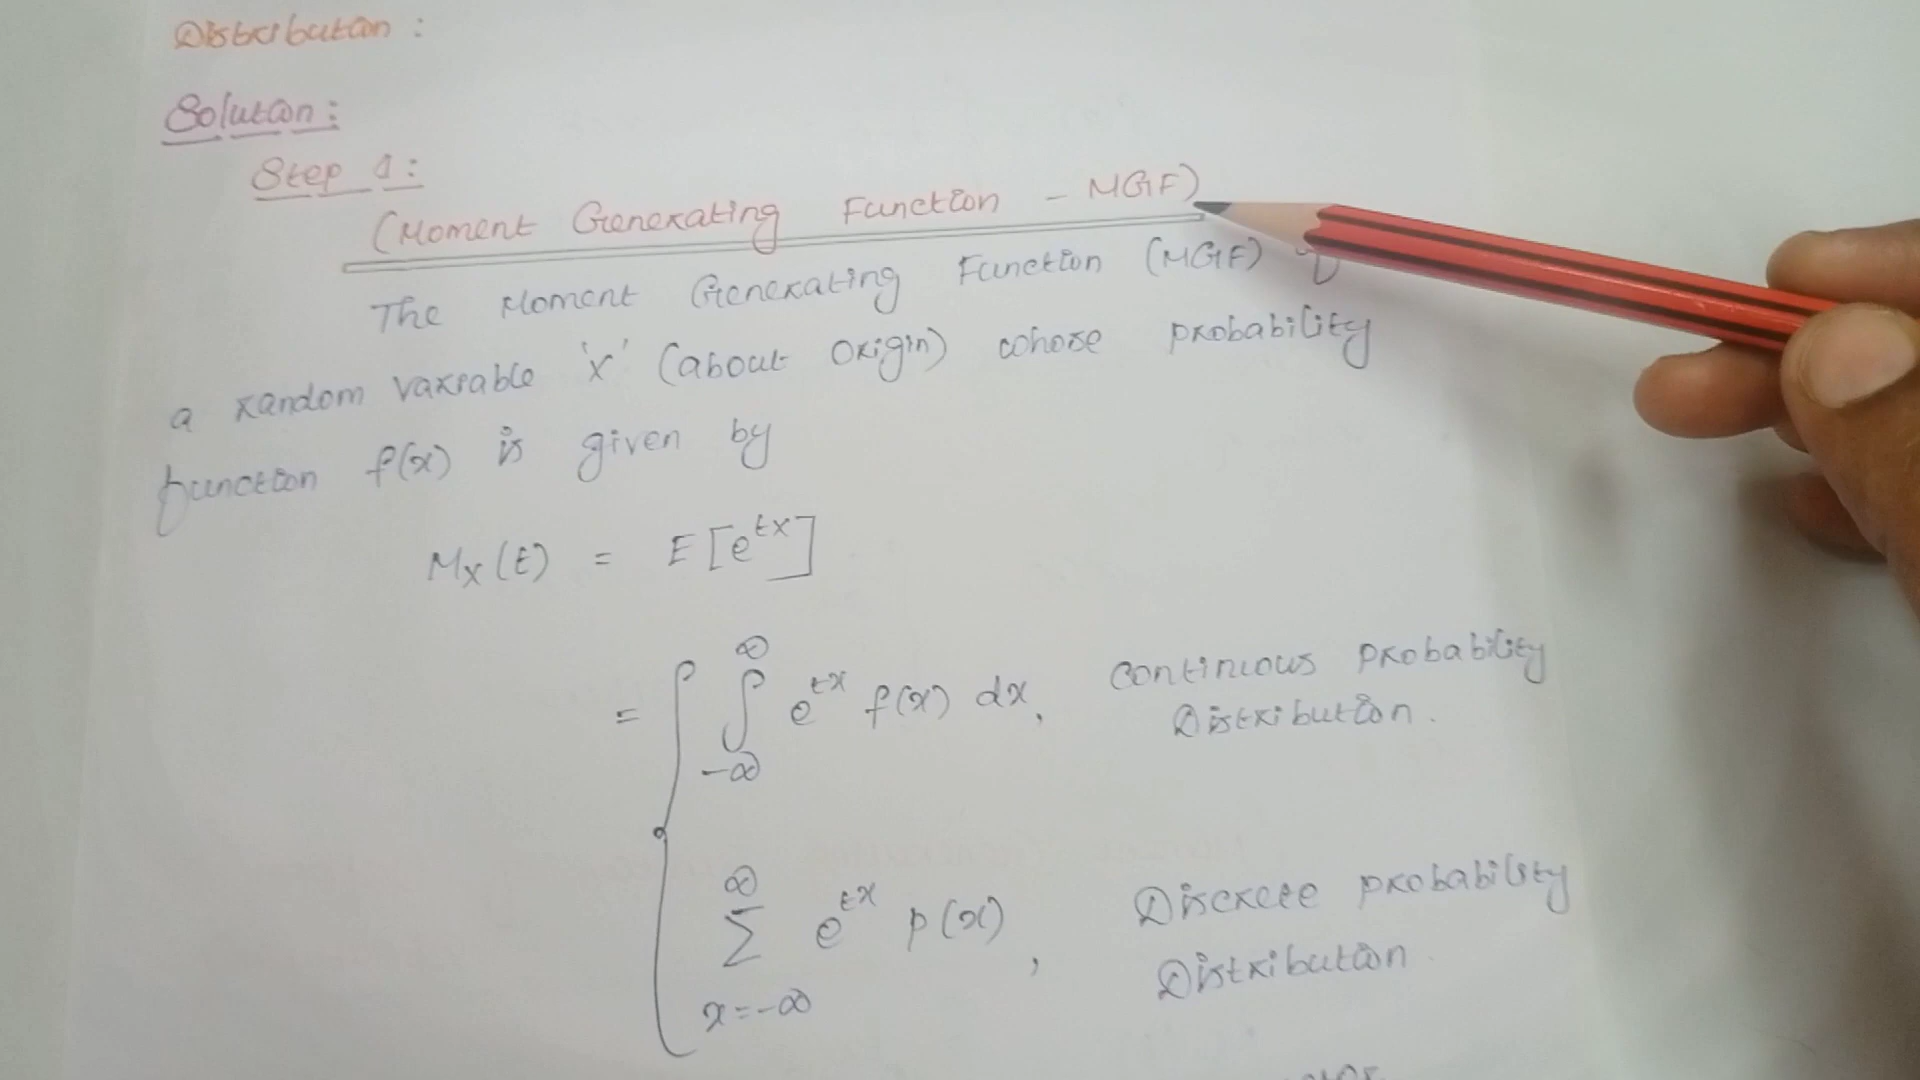 Distribution :
Solution :
Step 1 :
(Moment Generating Function - MGF)
The Moment Generating Function (MGF)
a random variable 'X' (about origin) whose probability
function f(x) is given by
Mx(t) = E[e^{tX}]
= { ∫_{-∞}^{∞} e^{tx} f(x) dx, continuous probability
Distribution.
∑_{x=-∞}^{∞} e^{tx} p(x), Discrete probability
Distribution.